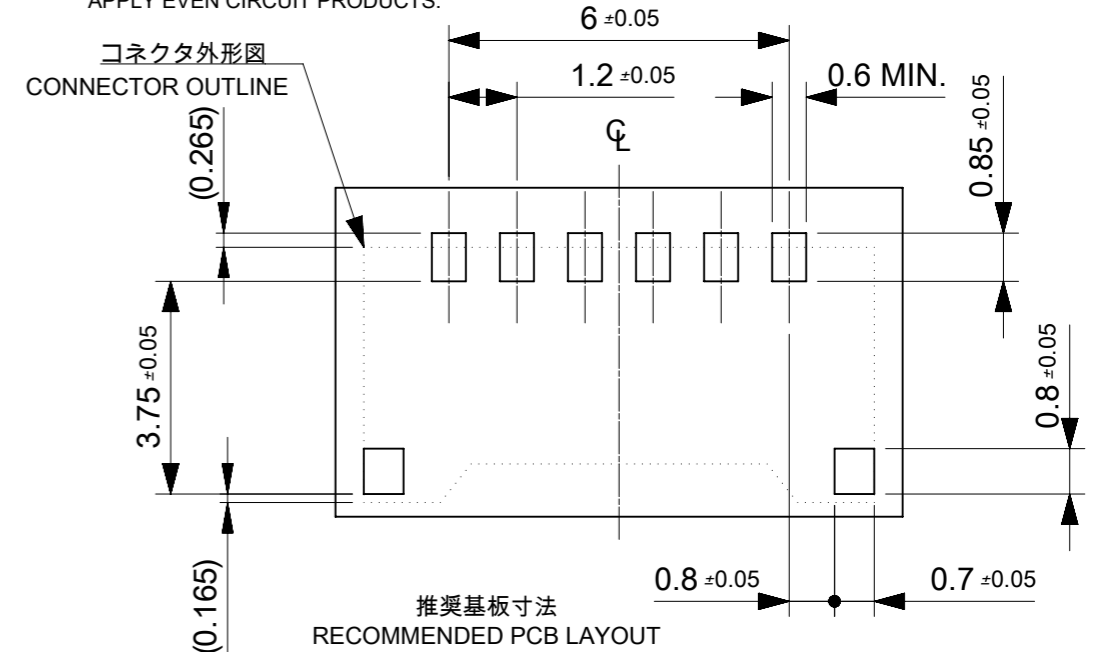 APPLY EVEN CIRCUIT PRODUCTS.
6 ±0.05
コネクタ外形図
CONNECTOR OUTLINE
1.2 ±0.05
0.6 MIN.
℄
(0.265)
0.85 ±0.05
3.75 ±0.05
0.8 ±0.05
(0.165)
0.8 ±0.05
0.7 ±0.05
推奨基板寸法
RECOMMENDED PCB LAYOUT